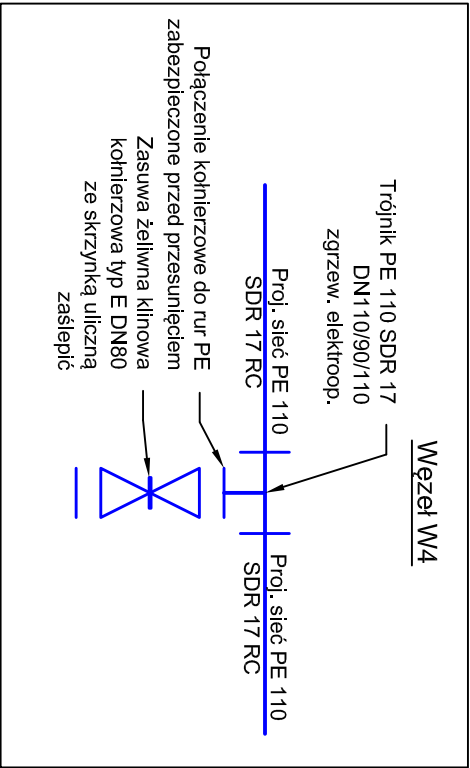 Węzeł W4
Trójnik PE 110 SDR 17
DN110/90/110
zgrzew. elektroop.
Proj. sieć PE 110
SDR 17 RC
Proj. sieć PE 110
SDR 17 RC
Połączenie kołnierzowe do rur PE
zabezpieczone przed przesunięciem
Zasuwa żeliwna klinowa
kołnierzowa typ E DN80
ze skrzynką uliczną
zaślepić